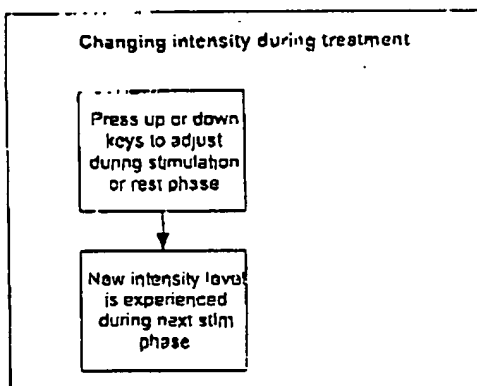 Changing intensity during treatment
Press up or down
keys to adjust
during stimulation
or rest phase
New intensity level
is experienced
during next stim
phase